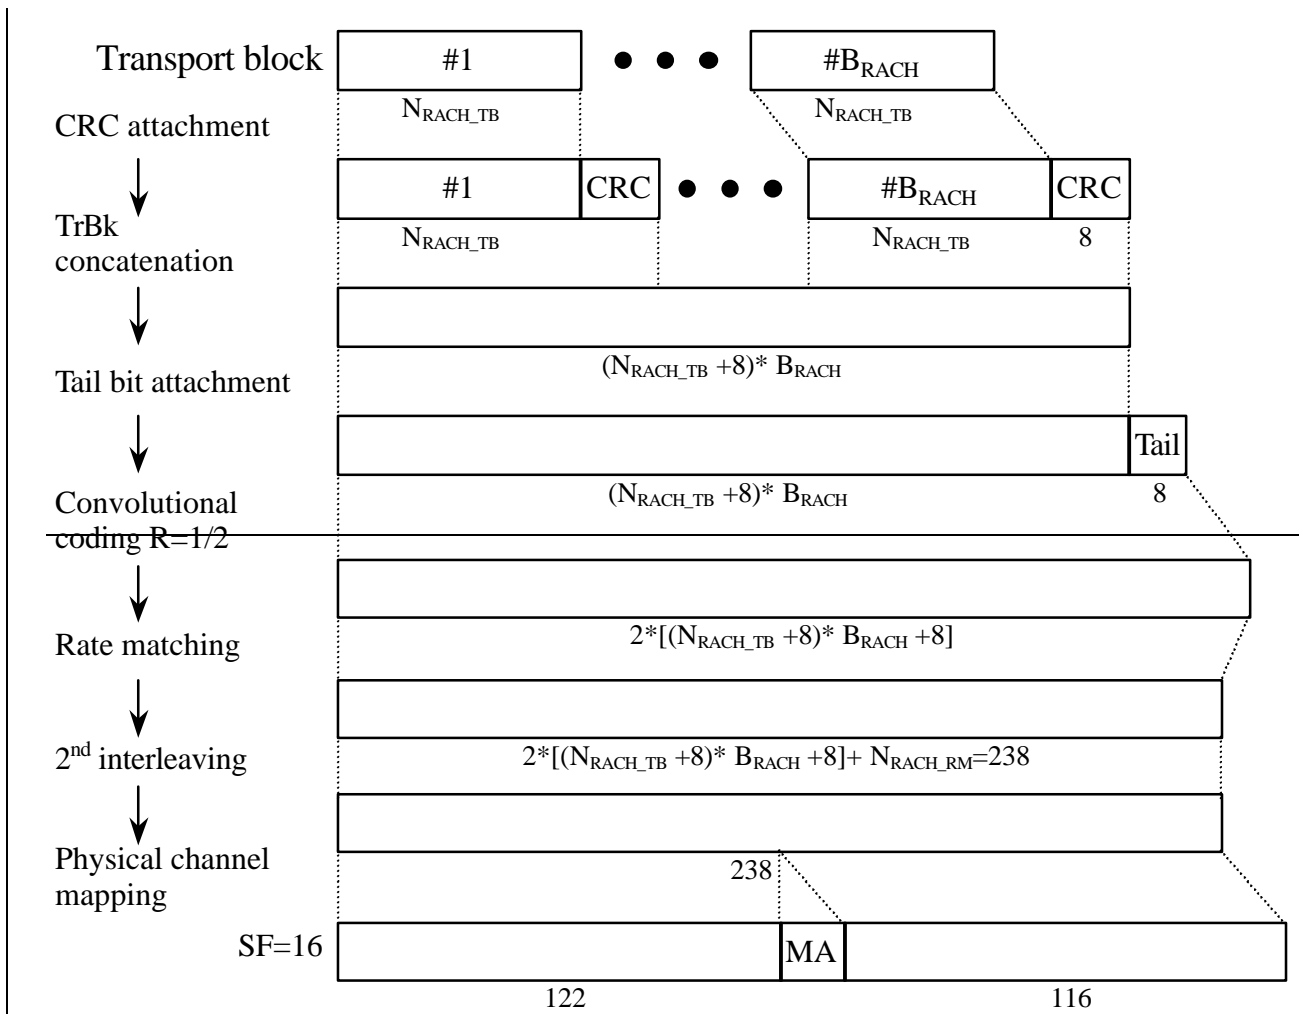 Transport block
#1
#B_RACH
N_RACH_TB
N_RACH_TB
CRC attachment
#1
CRC
#B_RACH
CRC
N_RACH_TB
N_RACH_TB
8
TrBk
concatenation
(N_RACH_TB +8)* B_RACH
Tail bit attachment
Tail
(N_RACH_TB +8)* B_RACH
8
Convolutional
coding R=1/2
2*[(N_RACH_TB +8)* B_RACH +8]
Rate matching
2*[(N_RACH_TB +8)* B_RACH +8]+ N_RACH_RM=238
2nd interleaving
238
Physical channel
mapping
SF=16
MA
122
116